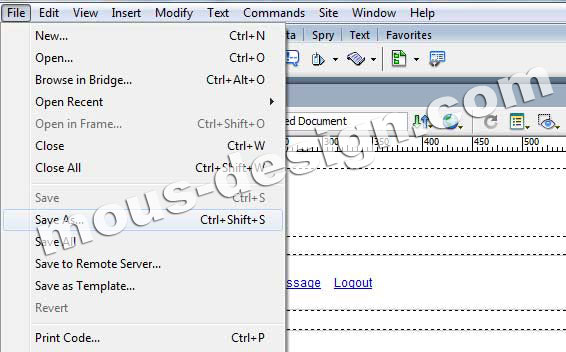 File Edit View Insert Modify Text Commands Site Window Help
New... Ctrl+N
Spry Text Favorites
Open... Ctrl+O
Browse in Bridge... Ctrl+Alt+O
Open Recent
Open in Frame... Ctrl+Shift+O
ed Document
Close Ctrl+W
300 350 400 450 500
Close All Ctrl+Shift+W
Save Ctrl+S
Save As... Ctrl+Shift+S
Save All
Save to Remote Server...
Save as Template...
ssage Logout
Revert
Print Code... Ctrl+P
mous-design.com